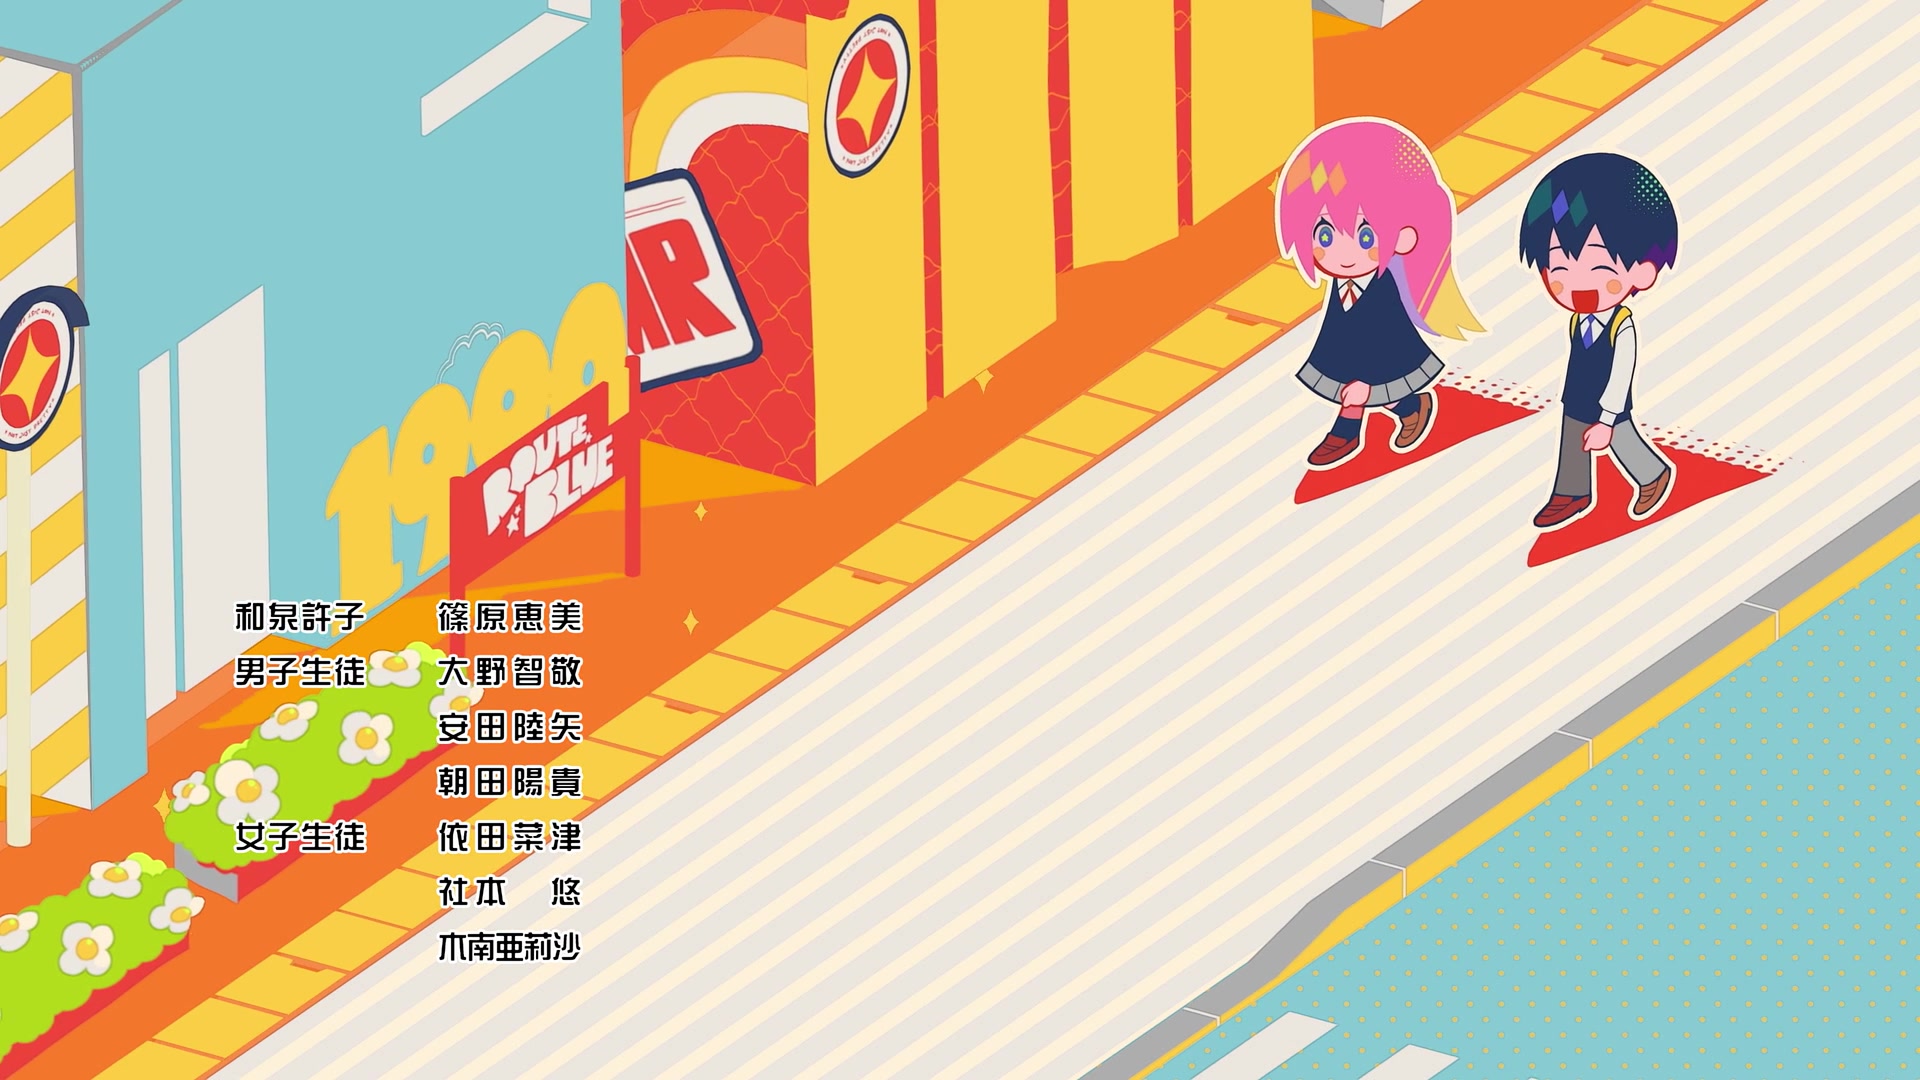 AR
1900
ROUTE
BLUE
和泉許子 篠原恵美
男子生徒 大野智敬
安田陸矢
朝田陽貴
女子生徒 依田菜津
社本 悠
木南亜莉沙